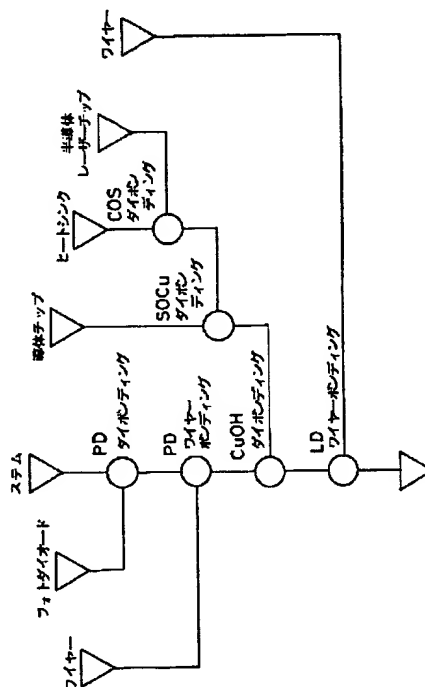 ワイヤー
半導体
レーザーチップ
ヒートシンク
COS
ダイボン
ディング
導体チップ
SOCu
ダイボン
ディング
ステム
PD
ダイボンディング
フォトダイオード
PD
ワイヤー
ボンディング
CuOH
ダイボンディング
LD
ワイヤーボンディング
ワイヤー